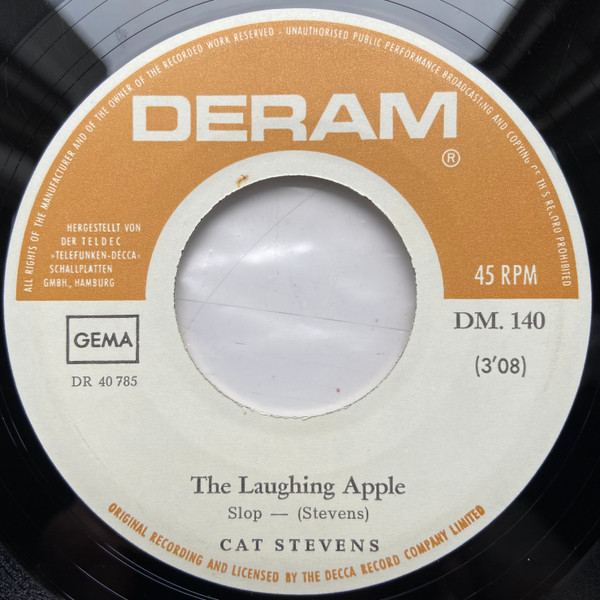 ALL RIGHTS OF THE MANUFACTURER AND OF THE OWNER OF THE RECORDED WORK RESERVED - UNAUTHORISED PUBLIC PERFORMANCE BROADCASTING AND COPYING OF THIS RECORD PROHIBITED
DERAM
®
HERGESTELLT VON
DER TELDEC
»TELEFUNKEN-DECCA«
SCHALLPLATTEN
GMBH., HAMBURG
45 RPM
GEMA
DM. 140
DR 40 785
(3'08)
The Laughing Apple
Slop — (Stevens)
CAT STEVENS
ORIGINAL RECORDING AND LICENSED BY THE DECCA RECORD COMPANY LIMITED